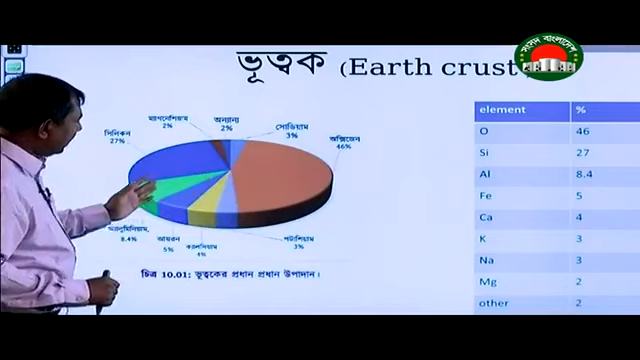 ভূত্বক (Earth crust)
সংসদ বাংলাদেশ
ম্যাগনেশিয়াম
2%
অন্যান্য
2%
সোডিয়াম
3%
সিলিকন
27%
অক্সিজেন
46%
অ্যালুমিনিয়াম,
8.4%
আয়রন
5%
ক্যালসিয়াম
4%
পটাশিয়াম
3%
চিত্র 10.01: ভূত্বকের প্রধান প্রধান উপাদান।
element %
O 46
Si 27
Al 8.4
Fe 5
Ca 4
K 3
Na 3
Mg 2
other 2